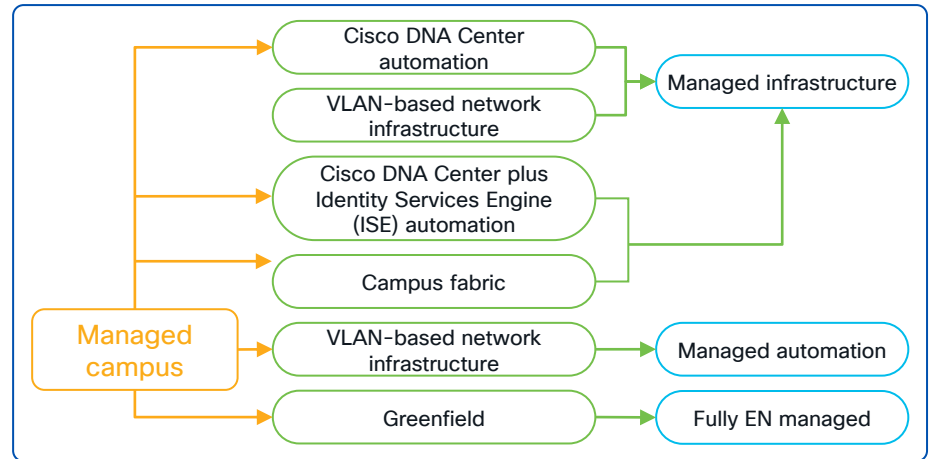 Cisco DNA Center
automation
VLAN-based network
infrastructure
Managed infrastructure
Cisco DNA Center plus
Identity Services Engine
(ISE) automation
Campus fabric
Managed
campus
VLAN-based network
infrastructure
Managed automation
Greenfield
Fully EN managed